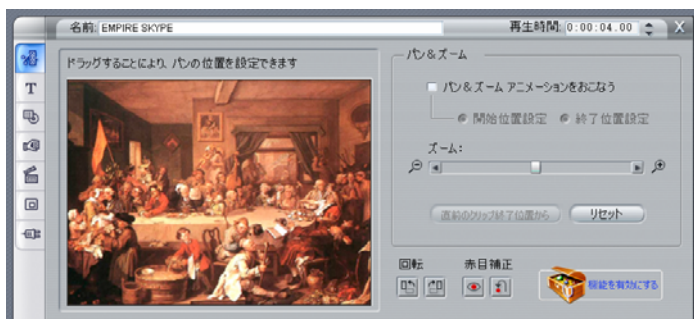 名前: EMPIRE SKYPE
再生時間: 0:00:04.00
X
ドラッグすることにより、パンの位置を設定できます
パン&ズーム
パン&ズーム アニメーションをおこなう
開始位置設定 終了位置設定
T
ズーム:
直前のクリップ終了位置から リセット
回転 赤目補正
機能を有効にする